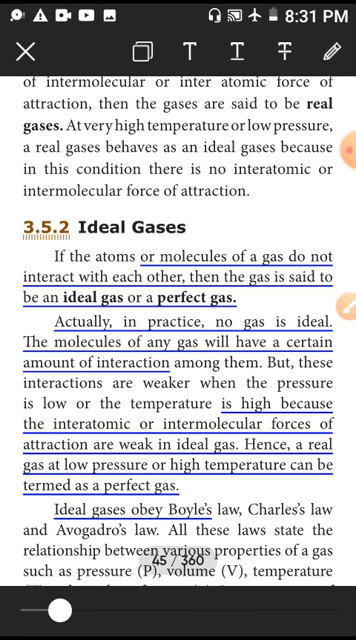 8:31 PM
T T T
of intermolecular or inter atomic force of
attraction, then the gases are said to be real
gases. At very high temperature or low pressure,
a real gases behaves as an ideal gases because
in this condition there is no interatomic or
intermolecular force of attraction.
3.5.2 Ideal Gases
If the atoms or molecules of a gas do not
interact with each other, then the gas is said to
be an ideal gas or a perfect gas.
Actually, in practice, no gas is ideal.
The molecules of any gas will have a certain
amount of interaction among them. But, these
interactions are weaker when the pressure
is low or the temperature is high because
the interatomic or intermolecular forces of
attraction are weak in ideal gas. Hence, a real
gas at low pressure or high temperature can be
termed as a perfect gas.
Ideal gases obey Boyle's law, Charles's law
and Avogadro's law. All these laws state the
relationship between various properties of a gas
45 / 360
such as pressure (P), volume (V), temperature